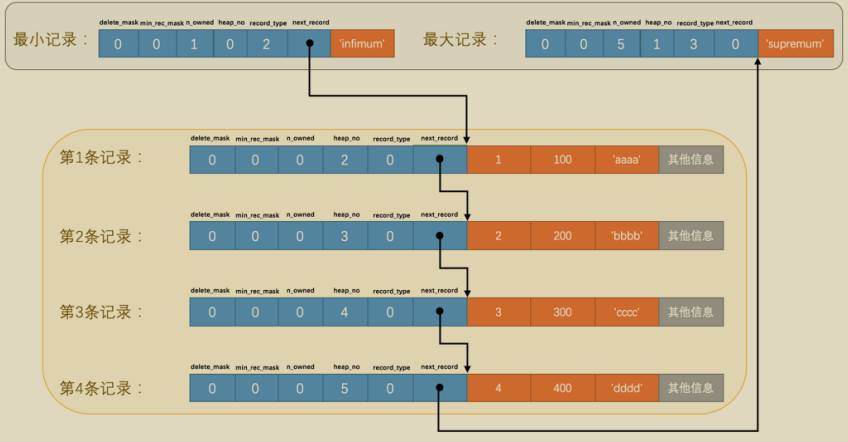 delete_mask min_rec_mask n_owned heap_no record_type next_record
最小记录： 0 0 1 0 2 'infimum'
delete_mask min_rec_mask n_owned heap_no record_type next_record
最大记录： 0 0 5 1 3 0 'supremum'
delete_mask min_rec_mask n_owned heap_no record_type next_record
第1条记录： 0 0 0 2 0 1 100 'aaaa' 其他信息
delete_mask min_rec_mask n_owned heap_no record_type next_record
第2条记录： 0 0 0 3 0 2 200 'bbbb' 其他信息
delete_mask min_rec_mask n_owned heap_no record_type next_record
第3条记录： 0 0 0 4 0 3 300 'cccc' 其他信息
delete_mask min_rec_mask n_owned heap_no record_type next_record
第4条记录： 0 0 0 5 0 4 400 'dddd' 其他信息